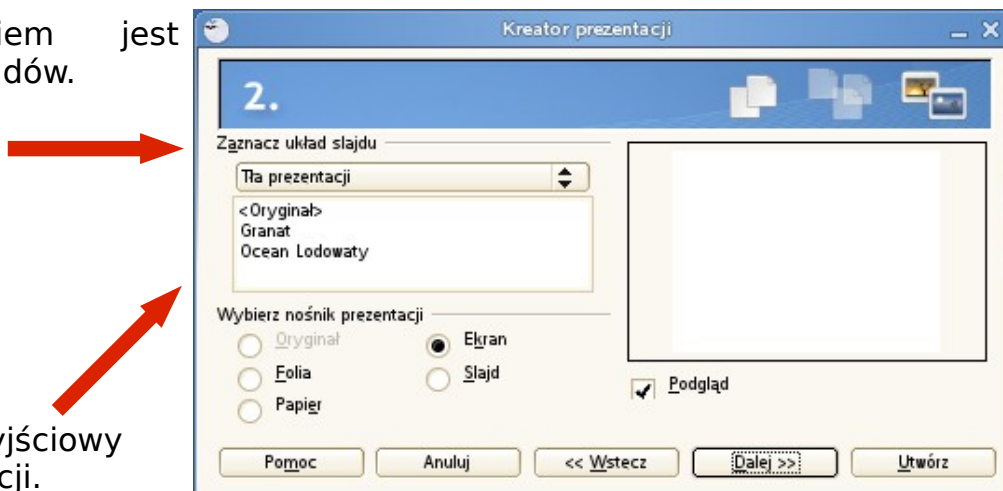 iem jest
dów.
Kreator prezentacji
2.
Zaznacz układ slajdu
Tła prezentacji
<Oryginał>
Granat
Ocean Lodowaty
Wybierz nośnik prezentacji
Oryginał
Ekran
Folia
Slajd
Papier
Podgląd
yjściowy
cji.
Pomoc
Anuluj
<< Wstecz
Dalej >>
Utwórz